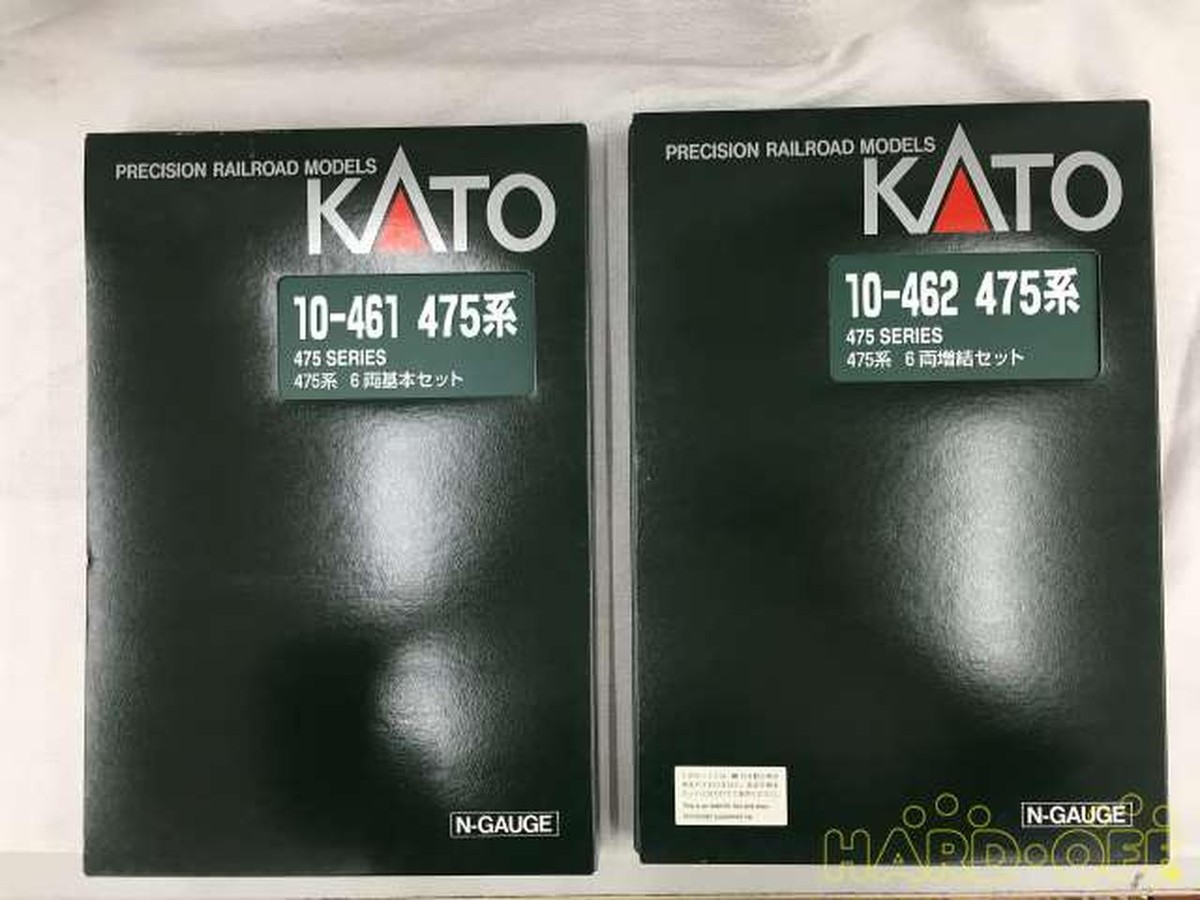 PRECISION RAILROAD MODELS
KATO
10-461 475系
475 SERIES
475系 6両基本セット
N-GAUGE
PRECISION RAILROAD MODELS
KATO
10-462 475系
475 SERIES
475系 6両増結セット
N-GAUGE
HARD·OFF